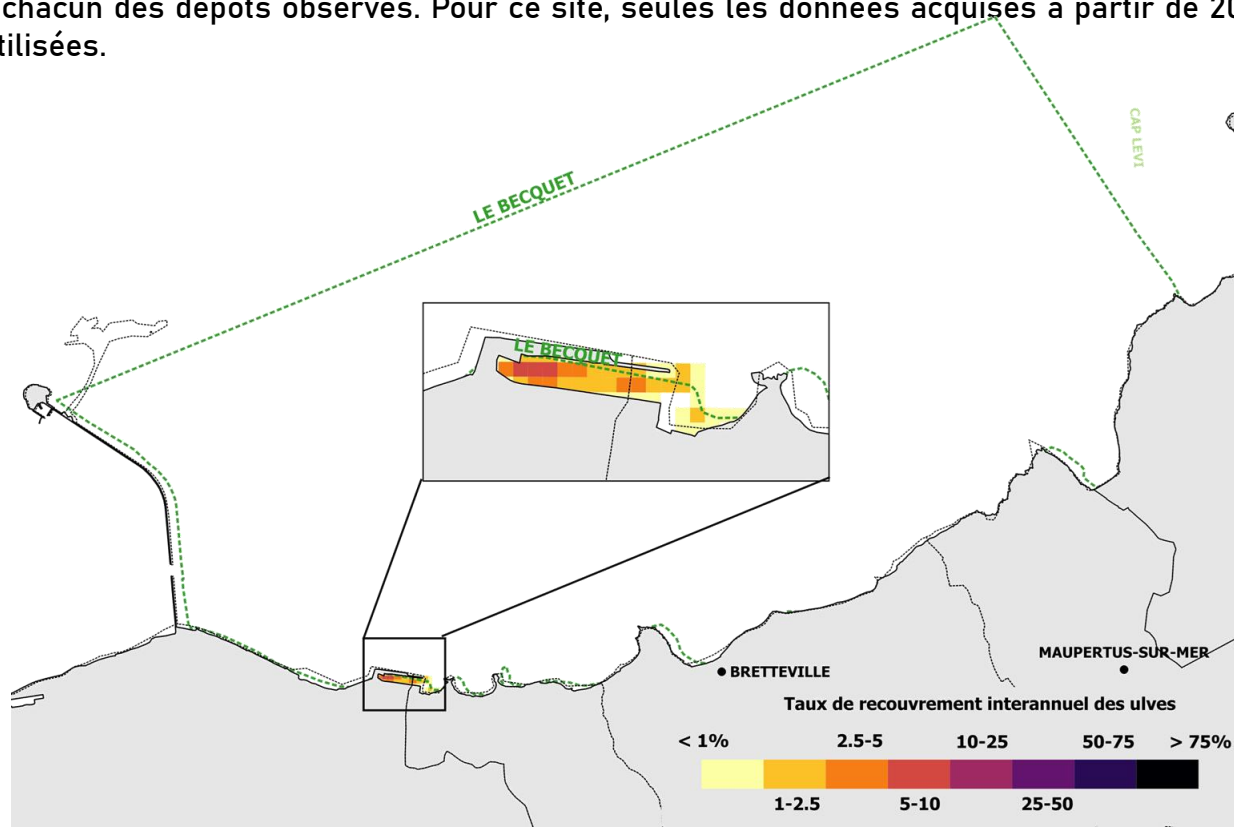 chacun des dépôts observés. Pour ce site, seules les données acquises à partir de
utilisées.
CAP LEVI
LE BECQUET
LE BECQUET
BRETTEVILLE
MAUPERTUS-SUR-MER
Taux de recouvrement interannuel des ulves
< 1% 2.5-5 10-25 50-75 > 75%
1-2.5 5-10 25-50